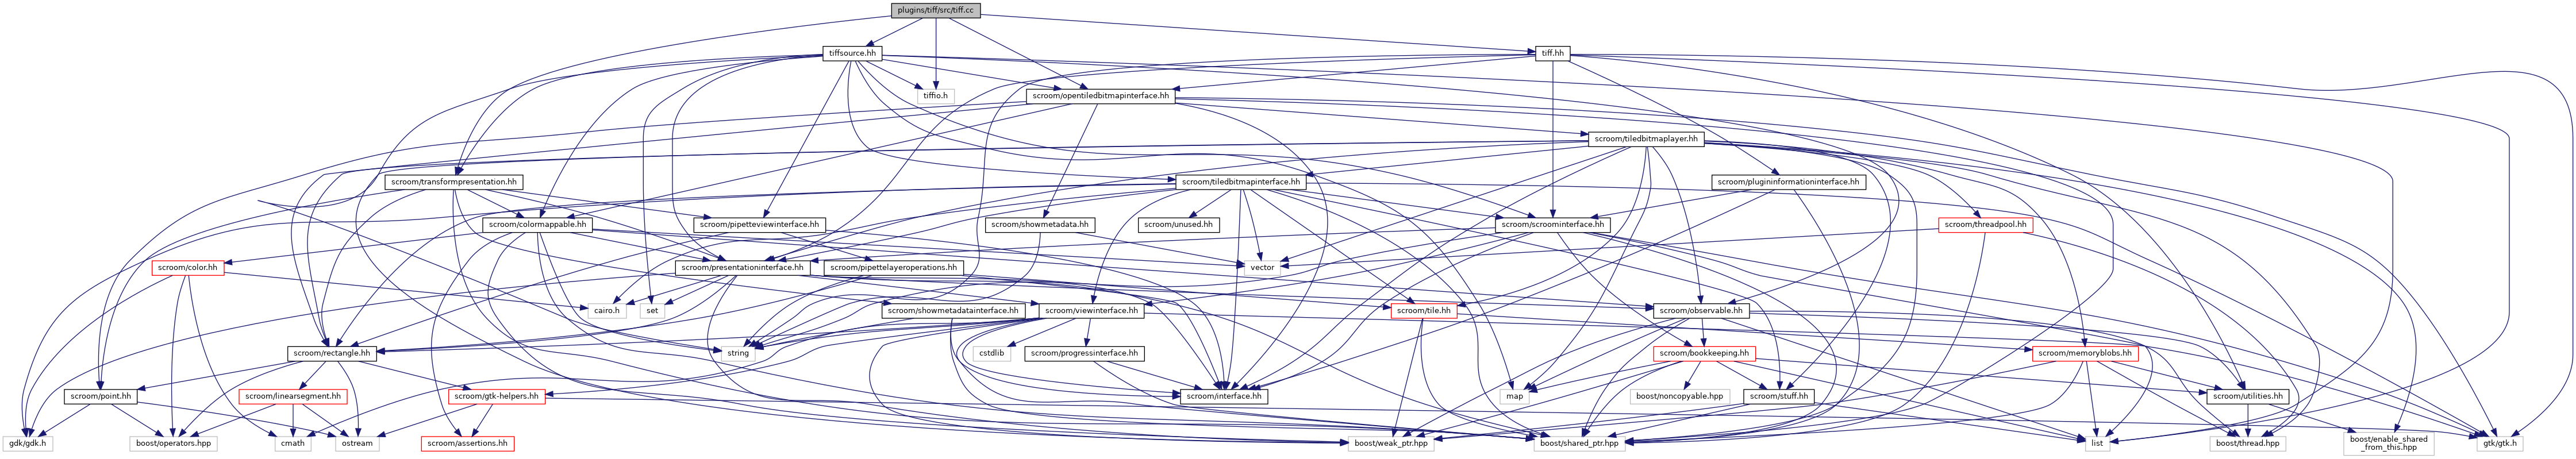 plugins/tiff/src/tiff.cc
tiffsource.hh
tiff.hh
tiffio.h
scroom/opentiledbitmapinterface.hh
scroom/tiledbitmaplayer.hh
scroom/transformpresentation.hh
scroom/tiledbitmapinterface.hh
scroom/plugininformationinterface.hh
scroom/colormappable.hh
scroom/pipetteviewinterface.hh
scroom/showmetadata.hh
scroom/unused.hh
scroom/scroominterface.hh
scroom/threadpool.hh
scroom/color.hh
scroom/presentationinterface.hh
scroom/pipettelayeroperations.hh
vector
cairo.h
set
scroom/showmetadatainterface.hh
scroom/viewinterface.hh
scroom/tile.hh
scroom/observable.hh
scroom/rectangle.hh
string
cstdlib
scroom/progressinterface.hh
scroom/bookkeeping.hh
scroom/memoryblobs.hh
scroom/point.hh
scroom/linearsegment.hh
scroom/gtk-helpers.hh
scroom/interface.hh
map
boost/noncopyable.hpp
scroom/stuff.hh
scroom/utilities.hh
gdk/gdk.h
boost/operators.hpp
cmath
ostream
scroom/assertions.hh
boost/weak_ptr.hpp
boost/shared_ptr.hpp
list
boost/thread.hpp
boost/enable_shared
_from_this.hpp
gtk/gtk.h